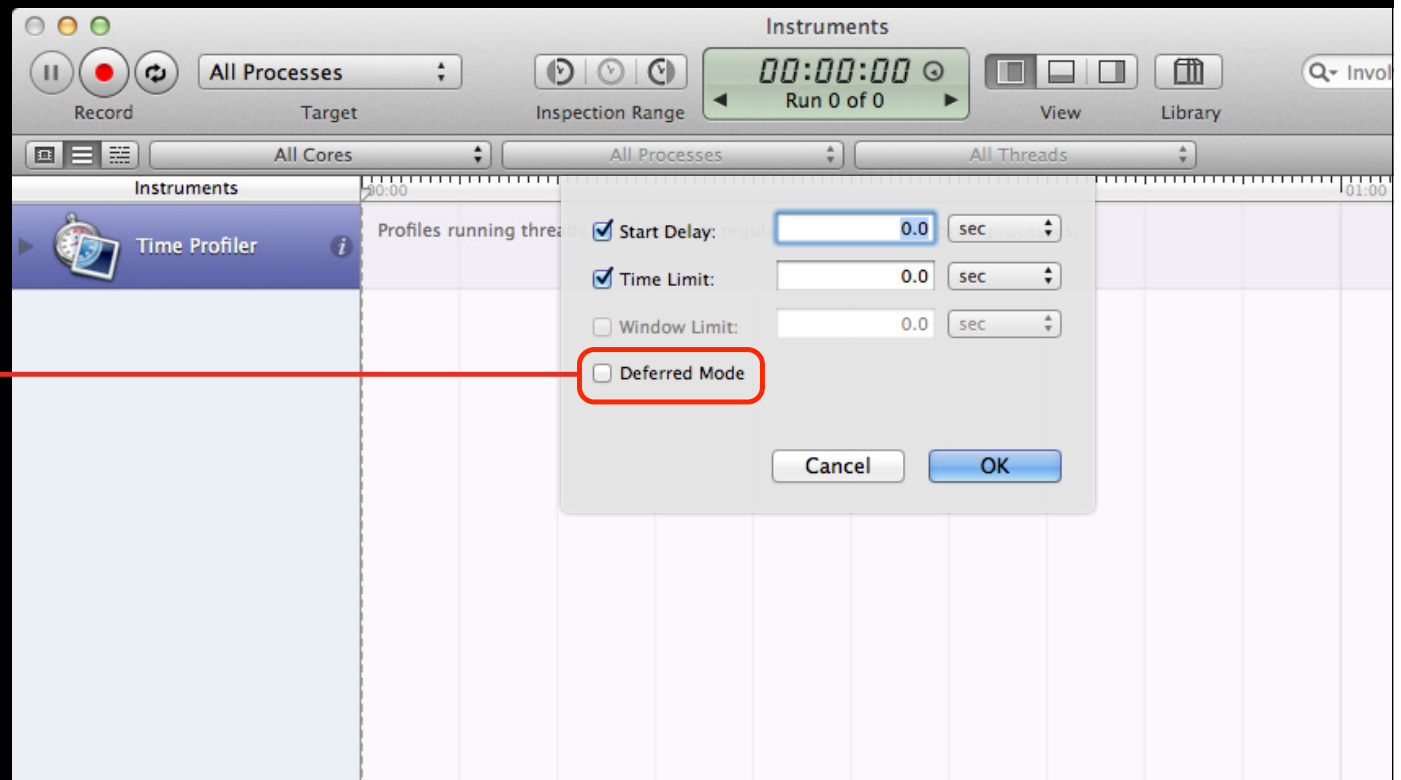 Instruments
All Processes
00:00:00
Invol
Run 0 of 0
Record
Target
Inspection Range
View
Library
All Cores
All Processes
All Threads
Instruments
00:00
01:00
Time Profiler
Profiles running threads
Start Delay:
0.0
sec
Time Limit:
0.0
sec
Window Limit:
0.0
sec
Deferred Mode
Cancel
OK